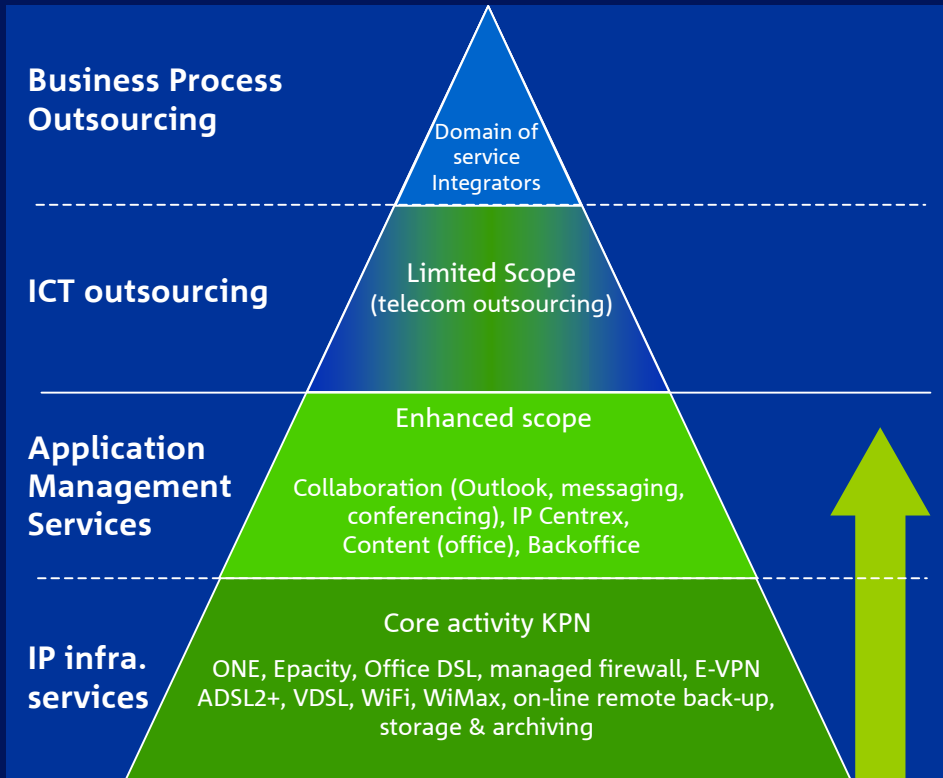 Business Process
Outsourcing
Domain of
service
Integrators
ICT outsourcing
Limited Scope
(telecom outsourcing)
Application
Management
Services
Enhanced scope
Collaboration (Outlook, messaging,
conferencing), IP Centrex,
Content (office), Backoffice
IP infra.
services
Core activity KPN
ONE, Epacity, Office DSL, managed firewall, E-VPN
ADSL2+, VDSL, WiFi, WiMax, on-line remote back-up,
storage & archiving